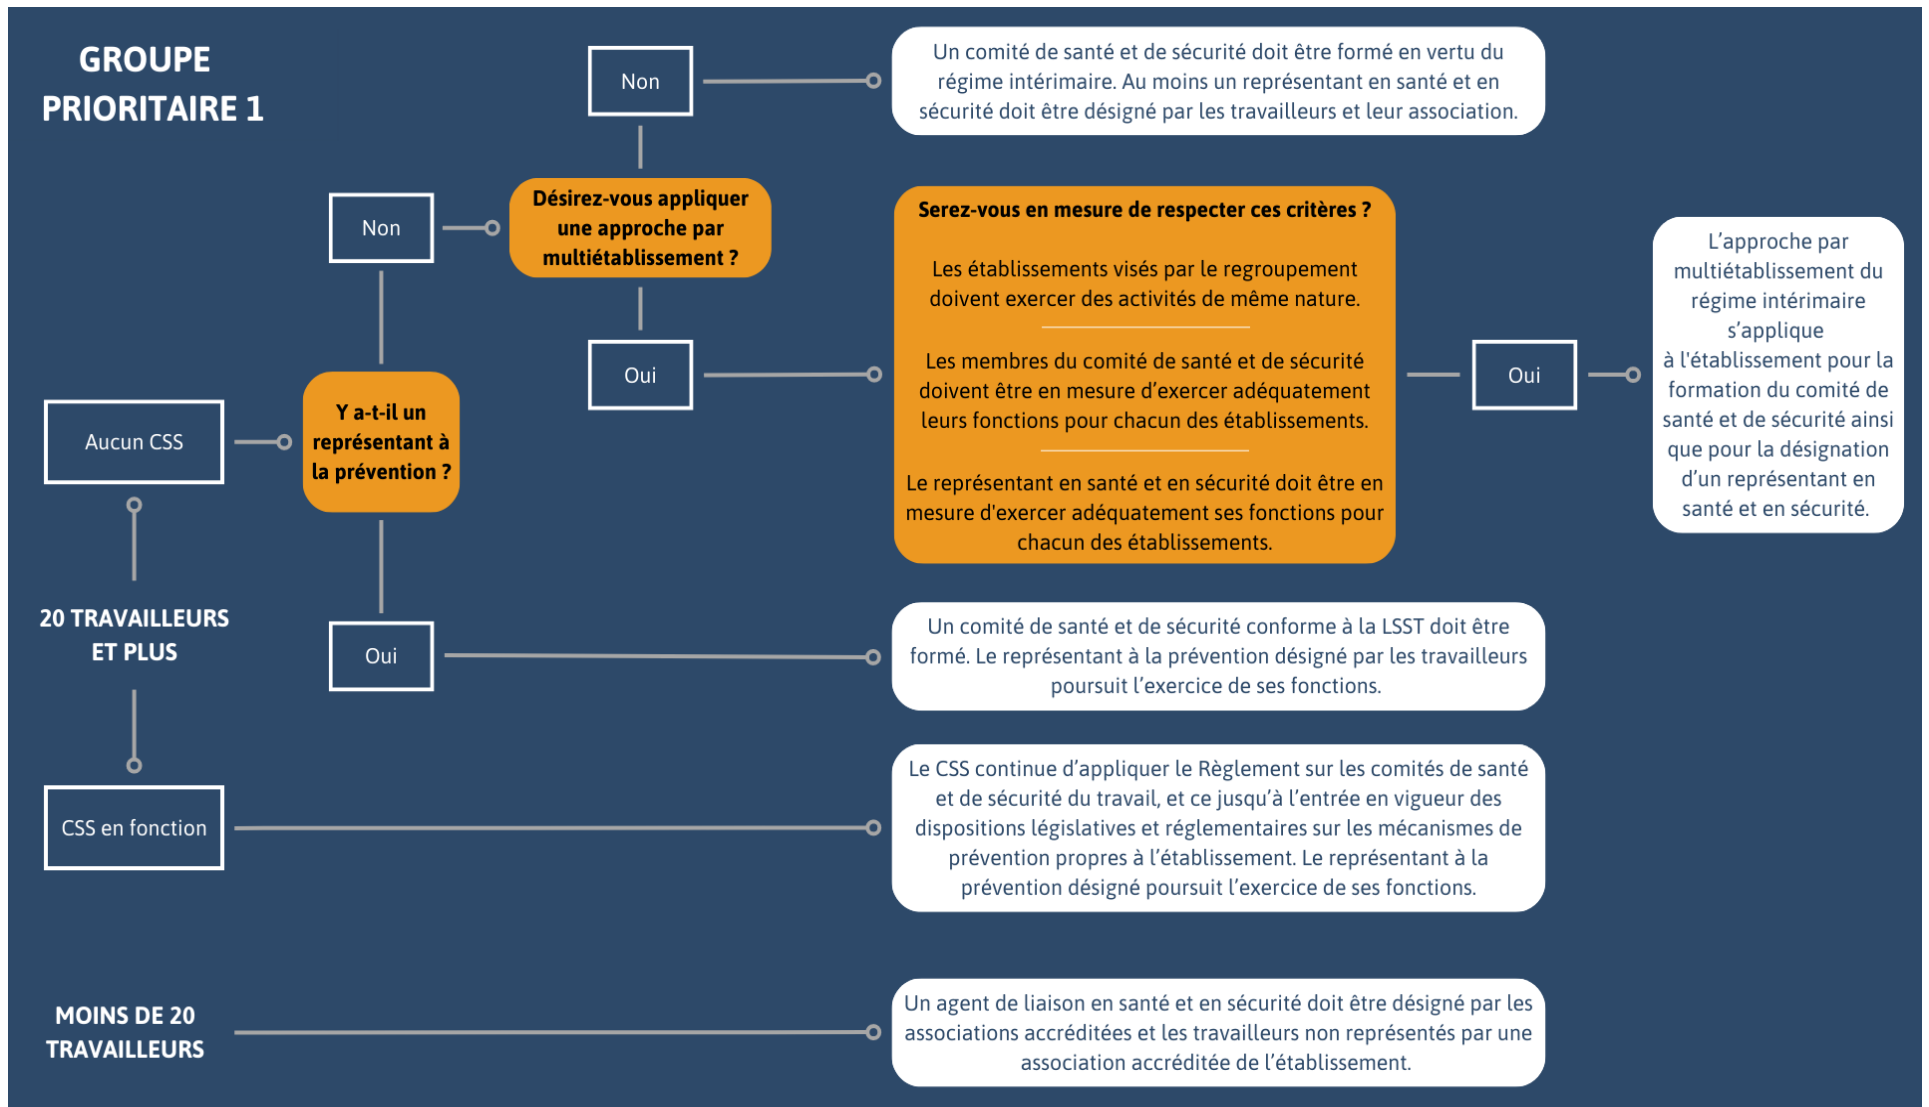 GROUPE
PRIORITAIRE 1
Non
Un comité de santé et de sécurité doit être formé en vertu du
régime intérimaire. Au moins un représentant en santé et en
sécurité doit être désigné par les travailleurs et leur association.
Non
Désirez-vous appliquer
une approche par
multiétablissement ?
Oui
Serez-vous en mesure de respecter ces critères ?
Les établissements visés par le regroupement
doivent exercer des activités de même nature.
Les membres du comité de santé et de sécurité
doivent être en mesure d’exercer adéquatement
leurs fonctions pour chacun des établissements.
Le représentant en santé et en sécurité doit être en
mesure d'exercer adéquatement ses fonctions pour
chacun des établissements.
Oui
L’approche par
multiétablissement du
régime intérimaire
s’applique
à l'établissement pour la
formation du comité de
santé et de sécurité ainsi
que pour la désignation
d’un représentant en
santé et en sécurité.
Aucun CSS
Y a-t-il un
représentant à
la prévention ?
20 TRAVAILLEURS
ET PLUS
Oui
Un comité de santé et de sécurité conforme à la LSST doit être
formé. Le représentant à la prévention désigné par les travailleurs
poursuit l’exercice de ses fonctions.
CSS en fonction
Le CSS continue d’appliquer le Règlement sur les comités de santé
et de sécurité du travail, et ce jusqu’à l’entrée en vigueur des
dispositions législatives et réglementaires sur les mécanismes de
prévention propres à l’établissement. Le représentant à la
prévention désigné poursuit l’exercice de ses fonctions.
MOINS DE 20
TRAVAILLEURS
Un agent de liaison en santé et en sécurité doit être désigné par les
associations accréditées et les travailleurs non représentés par une
association accréditée de l’établissement.